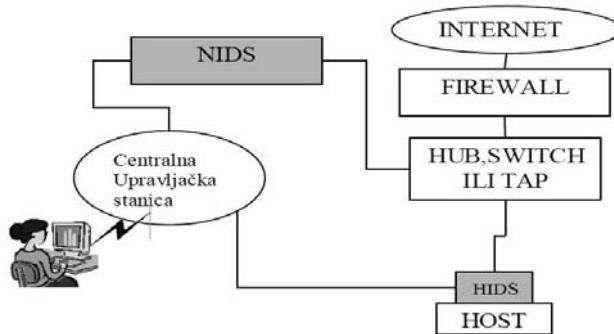 INTERNET
NIDS
FIREWALL
HUB,SWITCH
ILI TAP
Centralna
Upravljačka
stanica
HIDS
HOST